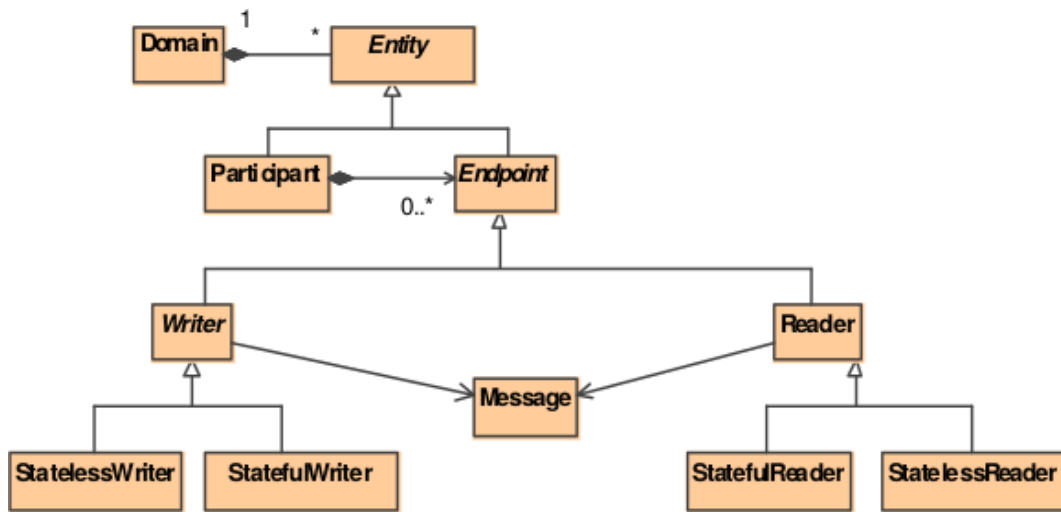 1
*
Domain
Entity
Participant
Endpoint
0..*
Writer
Reader
Message
StatelessWriter
StatefulWriter
StatefulReader
StatelessReader